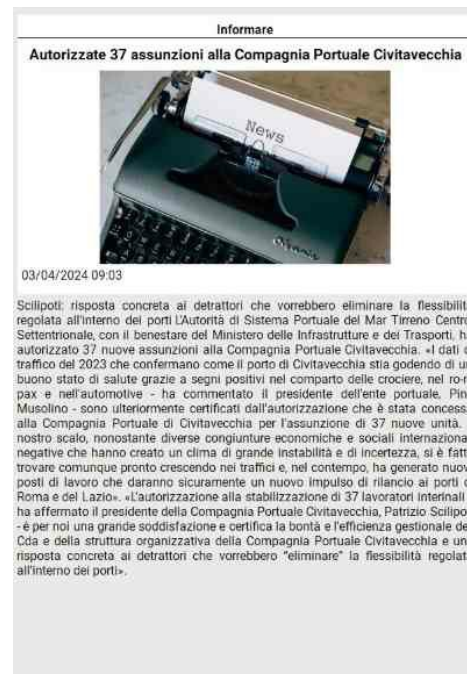 Informare
Autorizzate 37 assunzioni alla Compagnia Portuale Civitavecchia
News
03/04/2024 09:03
Scilipoti: risposta concreta ai detrattori che vorrebbero eliminare la flessibilit
regolata all'interno dei porti L'Autorità di Sistema Portuale del Mar Tirreno Centro
Settentrionale, con il benestare del Ministero delle Infrastrutture e dei Trasporti, h
autorizzato 37 nuove assunzioni alla Compagnia Portuale Civitavecchia. «I dati d
traffico del 2023 che confermano come il porto di Civitavecchia stia godendo di u
buono stato di salute grazie a segni positivi nel comparto delle crociere, nel ro-r
pax e nell'automotive - ha commentato il presidente dell'ente portuale, Pin
Musolino - sono ulteriormente certificati dall'autorizzazione che è stata concess
alla Compagnia Portuale di Civitavecchia per l'assunzione di 37 nuove unità.
nostro scalo, nonostante diverse congiunture economiche e sociali internaziona
negative che hanno creato un clima di grande instabilità e di incertezza, si è fatt
trovare comunque pronto crescendo nei traffici e, nel contempo, ha generato nuov
posti di lavoro che daranno sicuramente un nuovo impulso di rilancio ai porti d
Roma e del Lazio». «L'autorizzazione alla stabilizzazione di 37 lavoratori interinali
ha affermato il presidente della Compagnia Portuale, Patrizio Scilipo
- è per noi una grande soddisfazione e certifica la bontà e l'efficienza gestionale de
Cda e della struttura organizzativa della Compagnia Portuale Civitavecchia e un
risposta concreta ai detrattori che vorrebbero "eliminare" la flessibilità regolat
all'interno dei porti».